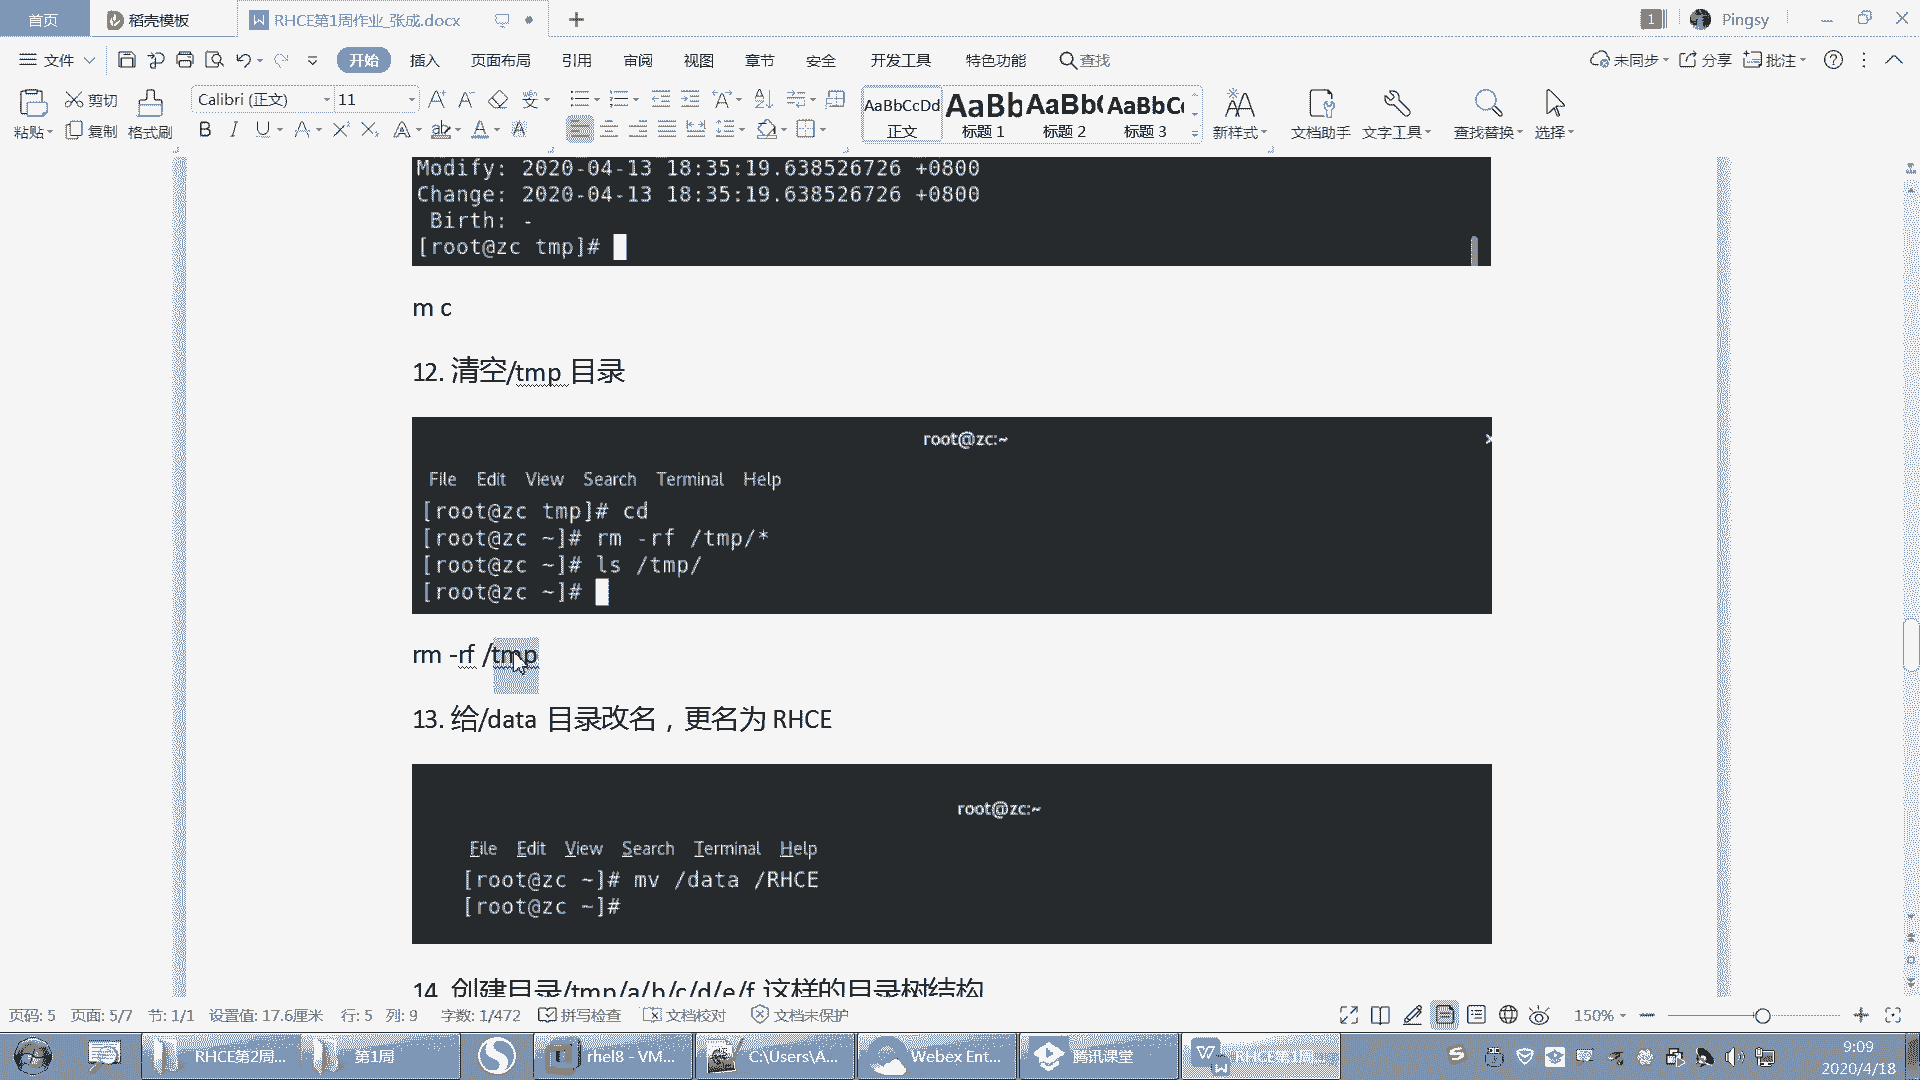 首页 稻壳模板 RHCE第1周作业_张成.docx 1 Pingsy
文件 开始 插入 页面布局 引用 审阅 视图 章节 安全 开发工具 特色功能 查找 未同步 分享 批注
粘贴 剪切 复制 格式刷 Calibri (正文) 11 AaBbCcDd 正文 AaBb 标题 1 AaBb( 标题 2 AaBbC 标题 3 新样式 文档助手 文字工具 查找替换 选择
Modify: 2020-04-13 18:35:19.638526726 +0800
Change: 2020-04-13 18:35:19.638526726 +0800
Birth: -
[root@zc tmp]#
m c
12. 清空/tmp 目录
root@zc:~
File Edit View Search Terminal Help
[root@zc tmp]# cd
[root@zc ~]# rm -rf /tmp/*
[root@zc ~]# ls /tmp/
[root@zc ~]#
rm -rf /tmp
13. 给/data 目录改名，更名为 RHCE
root@zc:~
File Edit View Search Terminal Help
[root@zc ~]# mv /data /RHCE
[root@zc ~]#
14. 创建目录/tmp/a/b/c/d/e/f 这样的目录树结构
页码: 5 页面: 5/7 节: 1/1 设置值: 17.6厘米 行: 5 列: 9 字数: 1/472 拼写检查 文档校对 文档未保护 150%
RHCE第2周... 第1周 rhel8 - VM... C:\Users\A... Webex Ent... 腾讯课堂 RHCE第1周... 9:09
2020/4/18